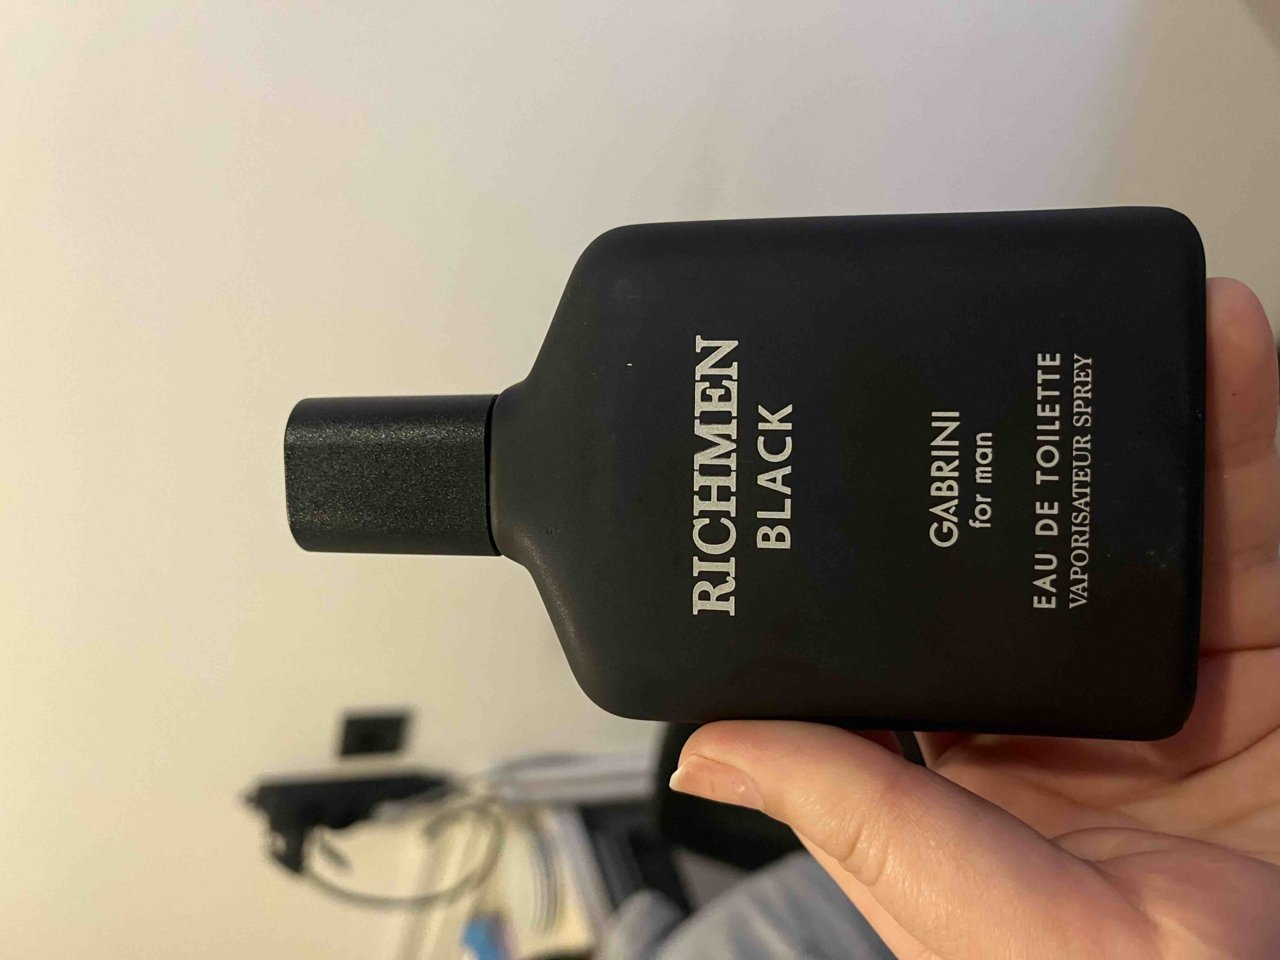 RICHMEN
BLACK
GABRINI
for man
EAU DE TOILETTE
VAPORISATEUR SPREY